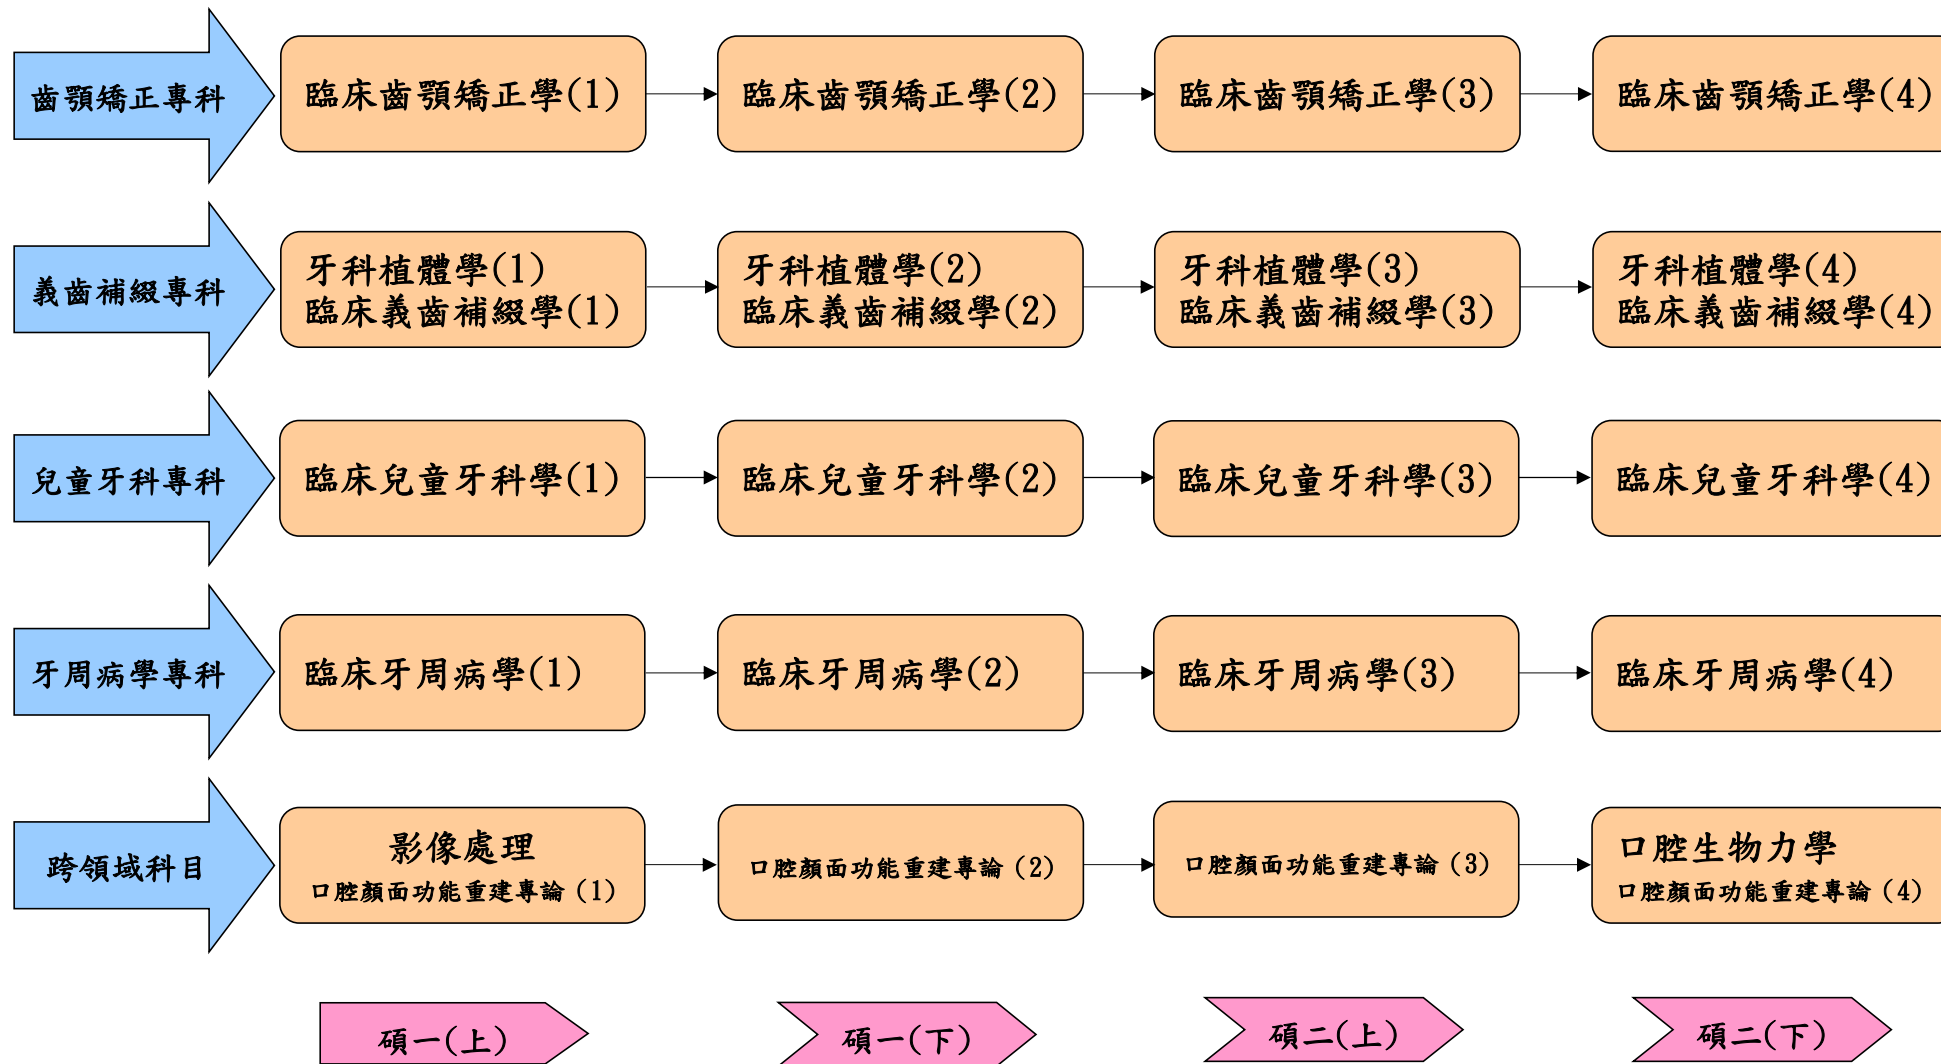 齒顎矯正專科
臨床齒顎矯正學(1)
臨床齒顎矯正學(2)
臨床齒顎矯正學(3)
臨床齒顎矯正學(4)
義齒補綴專科
牙科植體學(1)
臨床義齒補綴學(1)
牙科植體學(2)
臨床義齒補綴學(2)
牙科植體學(3)
臨床義齒補綴學(3)
牙科植體學(4)
臨床義齒補綴學(4)
兒童牙科專科
臨床兒童牙科學(1)
臨床兒童牙科學(2)
臨床兒童牙科學(3)
臨床兒童牙科學(4)
牙周病學專科
臨床牙周病學(1)
臨床牙周病學(2)
臨床牙周病學(3)
臨床牙周病學(4)
跨領域科目
影像處理
口腔顏面功能重建專論 (1)
口腔顏面功能重建專論 (2)
口腔顏面功能重建專論 (3)
口腔生物力學
口腔顏面功能重建專論 (4)
碩一(上)
碩一(下)
碩二(上)
碩二(下)